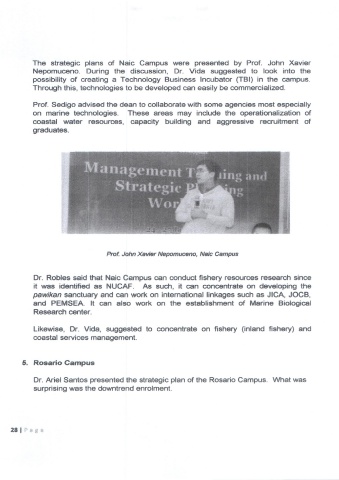 The strategic plans of Naic Campus were presented by Prof. John Xavier
Nepomuceno. During the discussion, Dr. Vida suggested to look into the
possibility of creating a Technology Business Incubator (TBI) in the campus.
Through this, technologies to be developed can easily be commercialized.
Prof. Sedigo advised the dean to collaborate with some agencies most especially
on marine technologies. These areas may include the operationalization of
coastal water resources, capacity building and aggressive recruitment of
graduates.
Management T ing and
Strategic P ing
Wor
Prof. John Xavier Nepomuceno, Naic Campus
Dr. Robles said that Naic Campus can conduct fishery resources research since
it was identified as NUCAF. As such, it can concentrate on developing the
pawikan sanctuary and can work on international linkages such as JICA, JOCB,
and PEMSEA. It can also work on the establishment of Marine Biological
Research center.
Likewise, Dr. Vida, suggested to concentrate on fishery (inland fishery) and
coastal services management.
5. Rosario Campus
Dr. Ariel Santos presented the strategic plan of the Rosario Campus. What was
surprising was the downtrend enrolment.
28 | Page